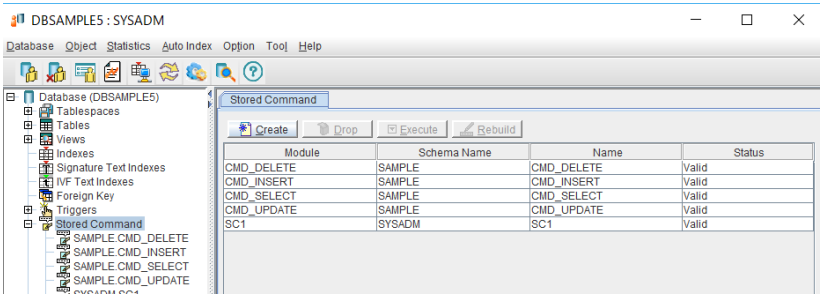 DBSAMPLE5 : SYSADM
Database Object Statistics Auto Index Option Tool Help
Database (DBSAMPLE5)
Tablespaces
Tables
Views
Indexes
Signature Text Indexes
IVF Text Indexes
Foreign Key
Triggers
Stored Command
SAMPLE.CMD_DELETE
SAMPLE.CMD_INSERT
SAMPLE.CMD_SELECT
SAMPLE.CMD_UPDATE
SYSADM.SC1
Stored Command
Create Drop Execute Rebuild
Module Schema Name Name Status
CMD_DELETE SAMPLE CMD_DELETE Valid
CMD_INSERT SAMPLE CMD_INSERT Valid
CMD_SELECT SAMPLE CMD_SELECT Valid
CMD_UPDATE SAMPLE CMD_UPDATE Valid
SC1 SYSADM SC1 Valid